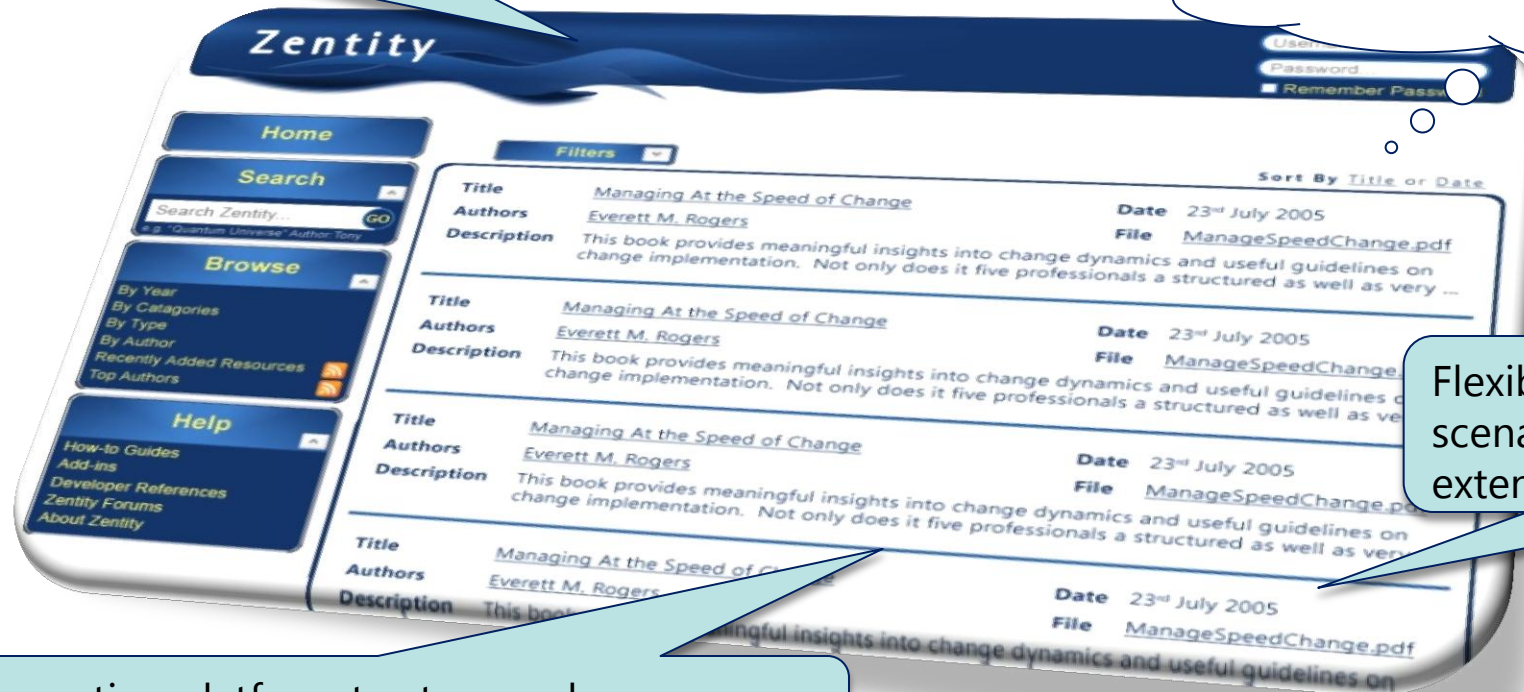 Zentity
Password
Remember
Home
Search
Search Zentity...
GO
e.g. "Quantum Universe" Author:Tony
Browse
By Year
By Catagories
By Type
By Author
Recently Added Resources
Top Authors
Help
How-to Guides
Add-ins
Developer References
Zentity Forums
About Zentity
Filters
Sort By Title or Date
Title Managing At the Speed of Change
Authors Everett M. Rogers
Date 23rd July 2005
File ManageSpeedChange.pdf
Description This book provides meaningful insights into change dynamics and useful guidelines on
change implementation. Not only does it five professionals a structured as well as very ...
Title Managing At the Speed of Change
Authors Everett M. Rogers
Date 23rd July 2005
File ManageSpeedChange.
Description This book provides meaningful insights into change dynamics and useful guidelines
change implementation. Not only does it five professionals a structured as well as
Title Managing At the Speed of Change
Authors Everett M. Rogers
Date 23rd July 2005
File ManageSpeedChange.
Description This book provides meaningful insights into change dynamics and useful guidelines on
change implementation. Not only does it five professionals a structured as well as very
Title Managing At the Speed of
Authors Everett M. Rogers
Date 23rd July 2005
File ManageSpeedChange.pdf
Description This insights into change dynamics and useful guidelines on